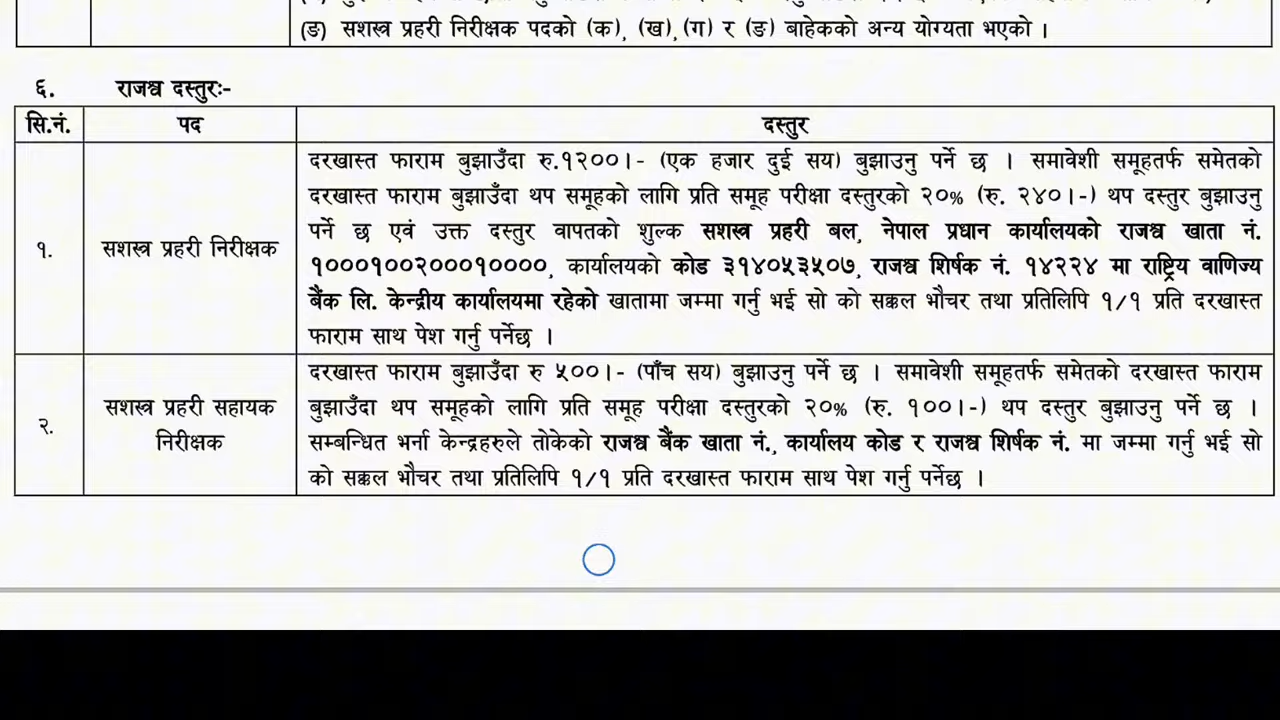 (ङ) सशस्त्र प्रहरी निरीक्षक पदको (क), (ख), (ग) र (ङ) बाहेकको अन्य योग्यता भएको ।
६. राजश्व दस्तुरः-
सि.नं. पद दस्तुर
१. सशस्त्र प्रहरी निरीक्षक
दरखास्त फाराम बुझाउँदा रु.१२००।- (एक हजार दुई सय) बुझाउनु पर्ने छ । समावेशी समूहतर्फ समेतको
दरखास्त फाराम बुझाउँदा थप समूहको लागि प्रति समूह परीक्षा दस्तुरको २०% (रु. २४०।-) थप दस्तुर बुझाउनु
पर्ने छ एवं उक्त दस्तुर वापतको शुल्क सशस्त्र प्रहरी बल, नेपाल प्रधान कार्यालयको राजश्व खाता नं.
१०००१००२०००१००००, कार्यालयको कोड ३१४०५३५०७, राजश्व शिर्षक नं. १४२२४ मा राष्ट्रिय वाणिज्य
बैंक लि. केन्द्रीय कार्यालयमा रहेको खातामा जम्मा गर्नु भई सो को सक्कल भौचर तथा प्रतिलिपि १/१ प्रति दरखास्त
फाराम साथ पेश गर्नु पर्नेछ ।
२. सशस्त्र प्रहरी सहायक
निरीक्षक
दरखास्त फाराम बुझाउँदा रु ५००।- (पाँच सय) बुझाउनु पर्ने छ । समावेशी समूहतर्फ समेतको दरखास्त फाराम
बुझाउँदा थप समूहको लागि प्रति समूह परीक्षा दस्तुरको २०% (रु. १००।-) थप दस्तुर बुझाउनु पर्ने छ ।
सम्बन्धित भर्ना केन्द्रहरुले तोकेको राजश्व बैंक खाता नं., कार्यालय कोड र राजश्व शिर्षक नं. मा जम्मा गर्नु भई सो
को सक्कल भौचर तथा प्रतिलिपि १/१ प्रति दरखास्त फाराम साथ पेश गर्नु पर्नेछ ।